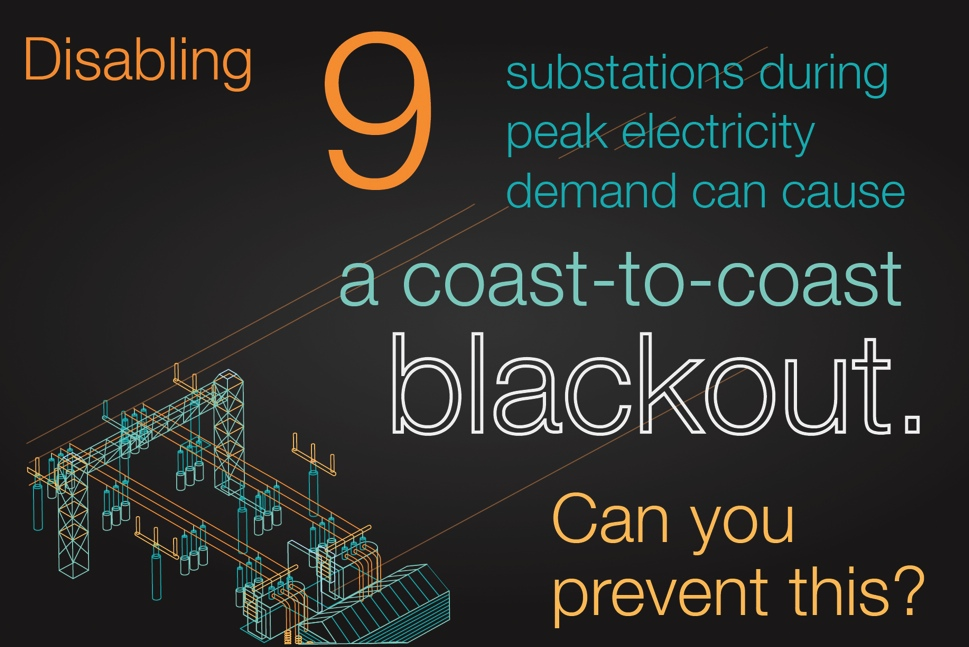 Disabling
9
substations during
peak electricity
demand can cause
a coast-to-coast
blackout.
Can you
prevent this?